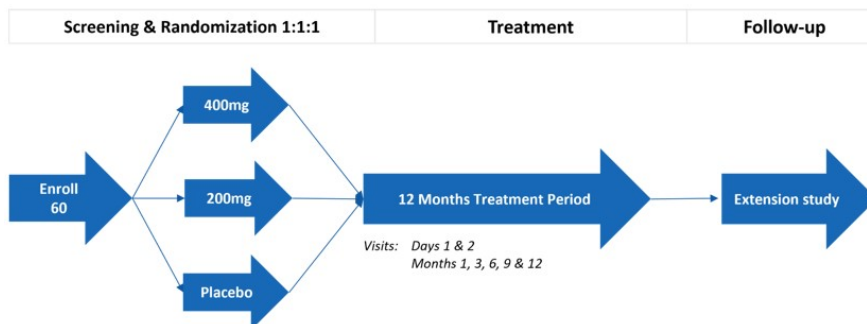 Screening & Randomization 1:1:1
Treatment
Follow-up
400mg
Enroll
60
200mg
12 Months Treatment Period
Extension study
Visits: Days 1 & 2
Months 1, 3, 6, 9 & 12
Placebo